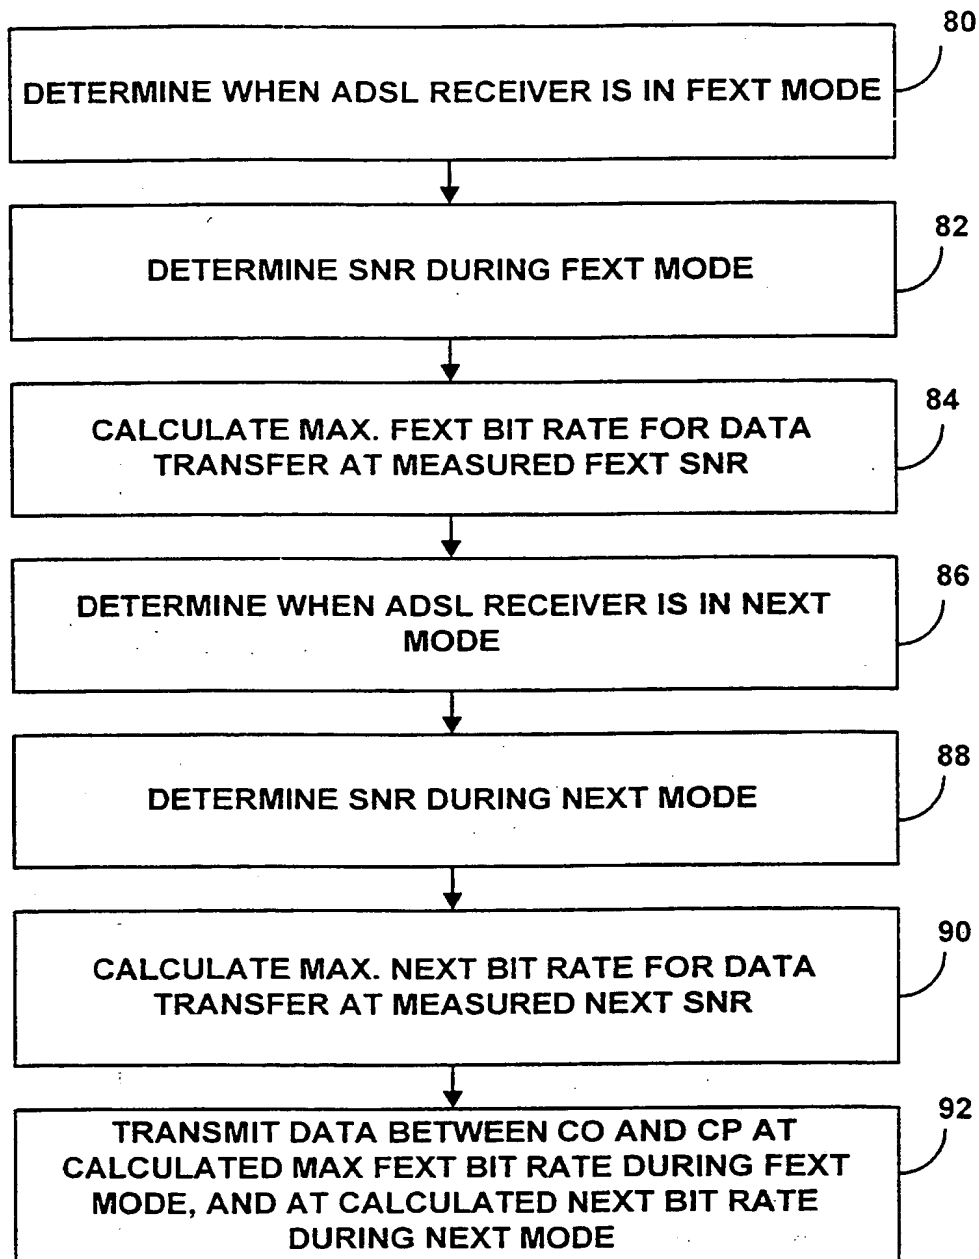 80
DETERMINE WHEN ADSL RECEIVER IS IN FEXT MODE
82
DETERMINE SNR DURING FEXT MODE
84
CALCULATE MAX. FEXT BIT RATE FOR DATA
TRANSFER AT MEASURED FEXT SNR
86
DETERMINE WHEN ADSL RECEIVER IS IN NEXT
MODE
88
DETERMINE SNR DURING NEXT MODE
90
CALCULATE MAX. NEXT BIT RATE FOR DATA
TRANSFER AT MEASURED NEXT SNR
92
TRANSMIT DATA BETWEEN CO AND CP AT
CALCULATED MAX FEXT BIT RATE DURING FEXT
MODE, AND AT CALCULATED NEXT BIT RATE
DURING NEXT MODE